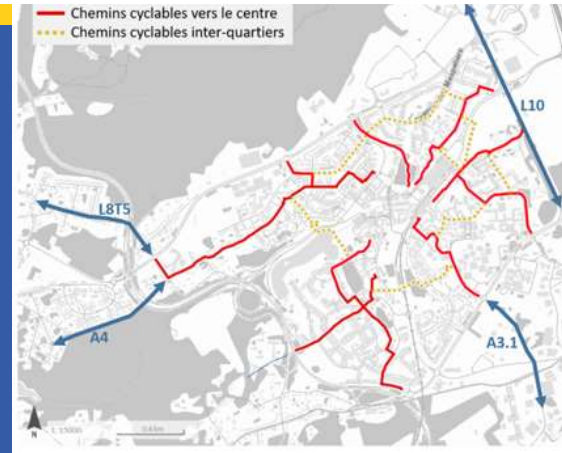 Chemins cyclables vers le centre
Chemins cyclables inter-quartiers
L10
L8T5
A4
A3.1
N